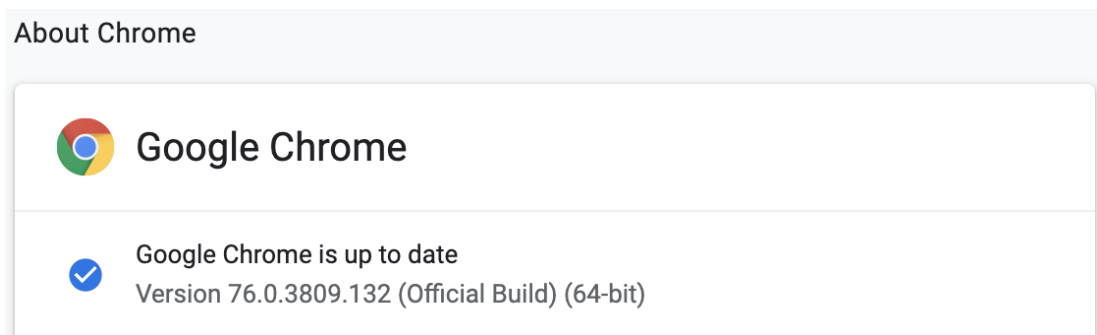 About Chrome
Google Chrome
Google Chrome is up to date
Version 76.0.3809.132 (Official Build) (64-bit)